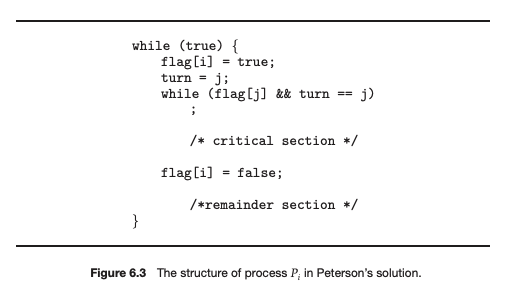 while (true) {
flag[i] = true;
turn = j;
while (flag[j] && turn == j)
;
/* critical section */
flag[i] = false;
/*remainder section */
}
Figure 6.3 The structure of process Pi in Peterson's solution.